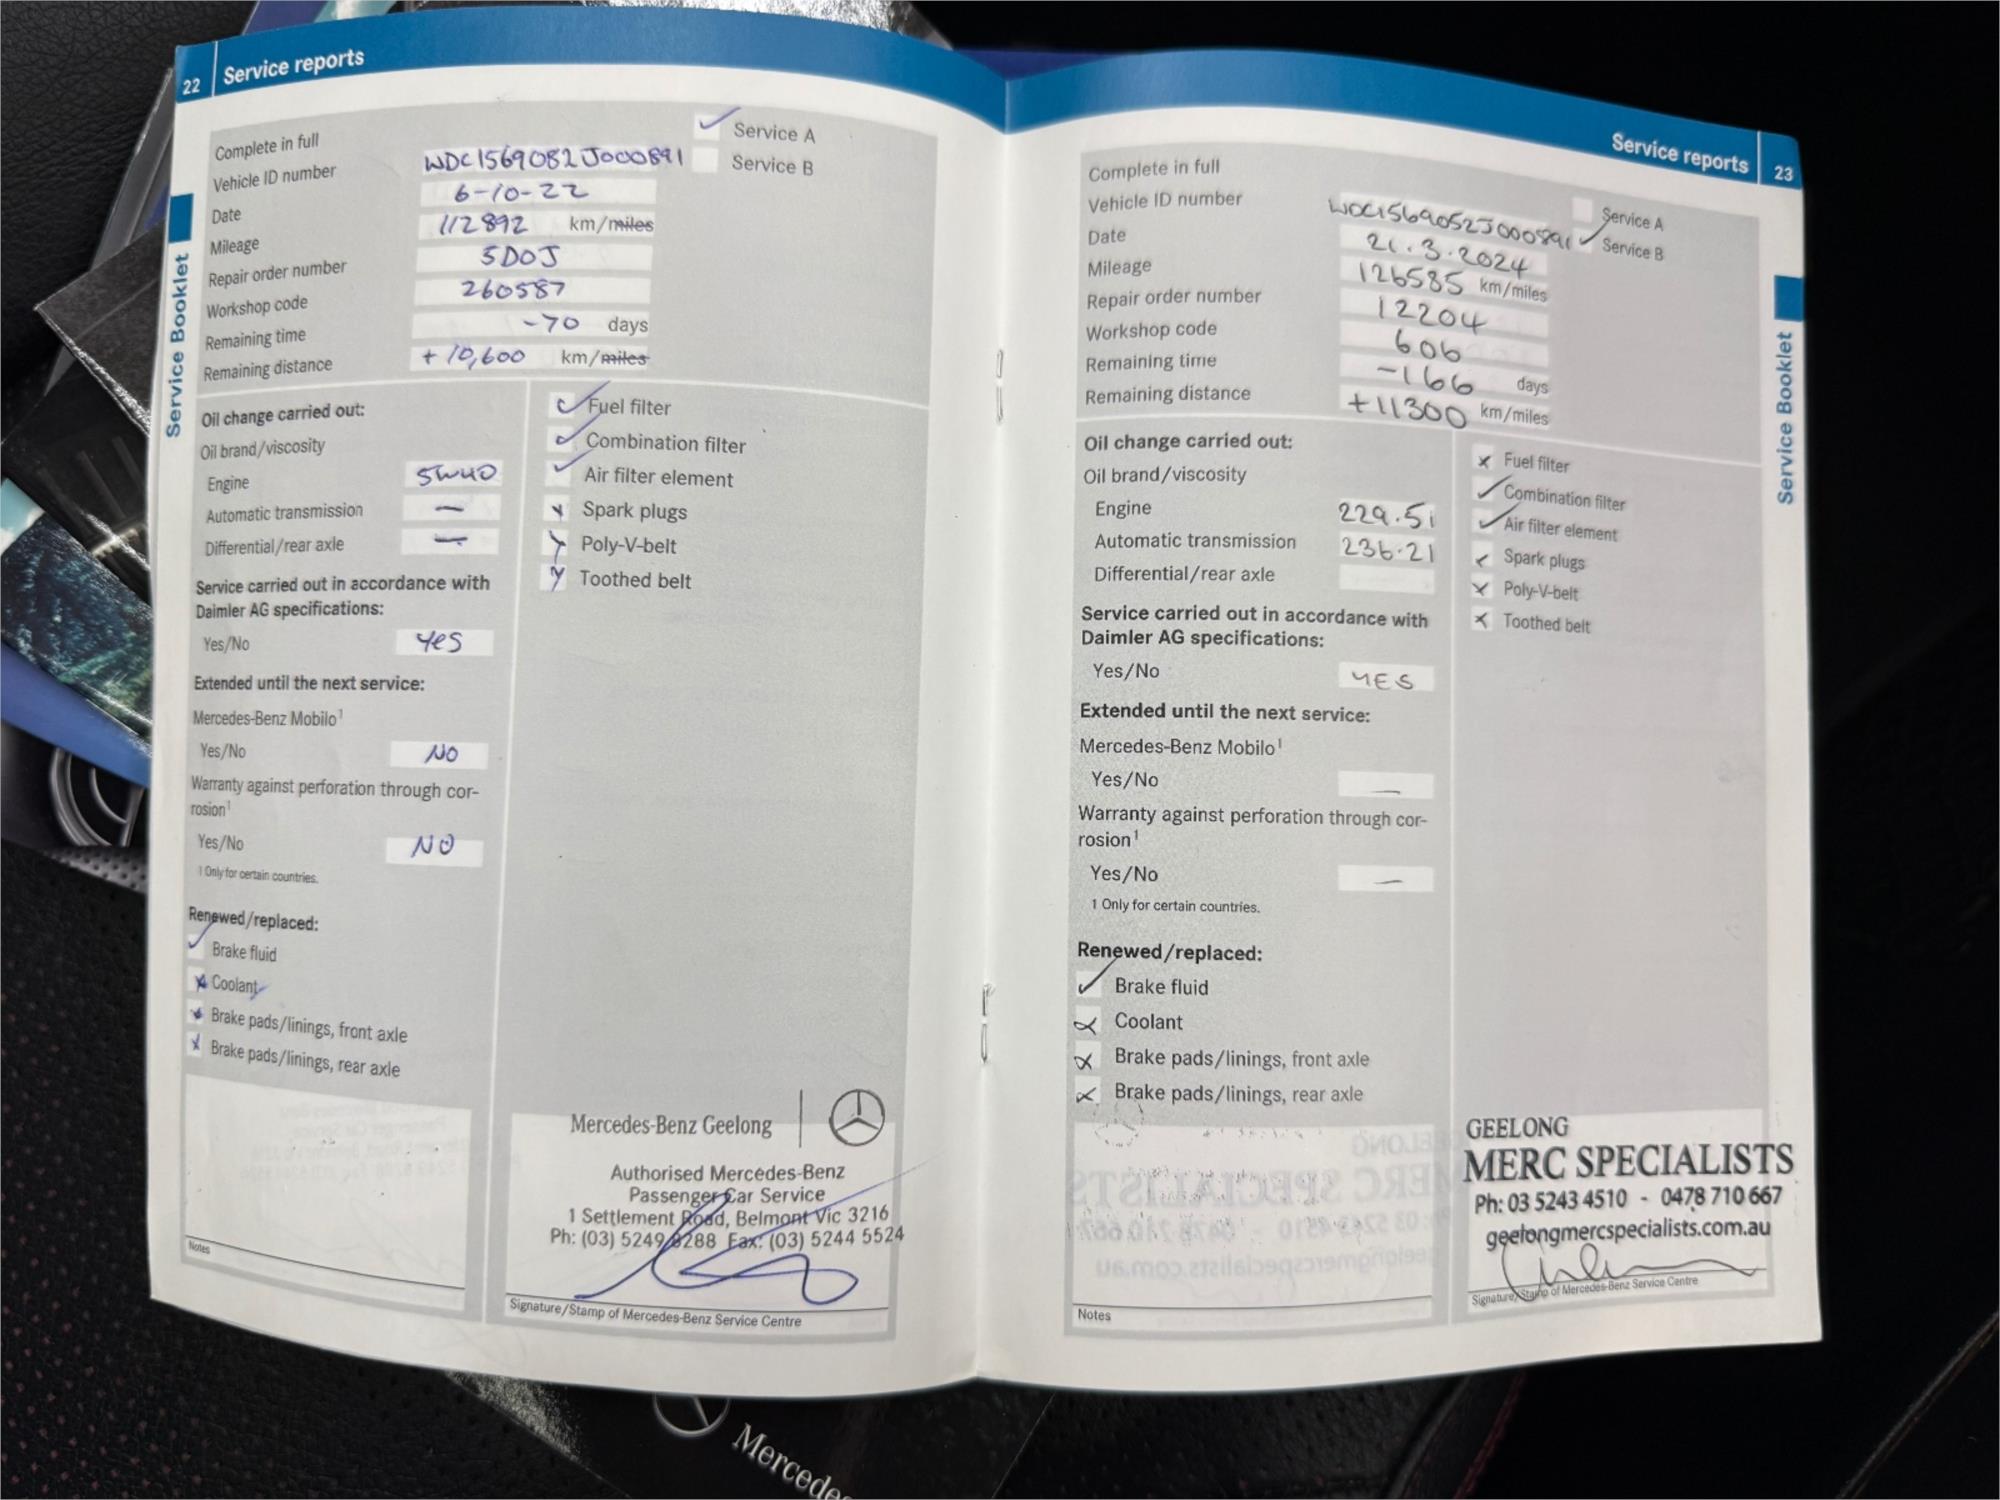 22 Service reports
Complete in full
Service A
Service B
Vehicle ID number WDC1569082J000891
Date 6-10-22
Mileage 112892 km/miles
Repair order number 5DOJ
Workshop code 260587
Remaining time -70 days
Remaining distance + 10,600 km/miles
Service Booklet
Oil change carried out:
Oil brand/viscosity
Engine 5W40
Automatic transmission —
Differential/rear axle —
Service carried out in accordance with
Daimler AG specifications:
Yes/No Yes
Extended until the next service:
Mercedes-Benz Mobilo1
Yes/No NO
Warranty against perforation through cor-
rosion1
Yes/No NO
1 Only for certain countries.
Renewed/replaced:
Brake fluid
Coolant
Brake pads/linings, front axle
Brake pads/linings, rear axle
Notes
Fuel filter
Combination filter
Air filter element
Spark plugs
Poly-V-belt
Toothed belt
Mercedes-Benz Geelong
Authorised Mercedes-Benz
Passenger Car Service
1 Settlement Road, Belmont Vic 3216
Ph: (03) 5249 8288 Fax: (03) 5244 5524
Signature/Stamp of Mercedes-Benz Service Centre
Service reports 23
Complete in full
Service A
Service B
Vehicle ID number WDC1569052J000891
Date 21.3.2024
Mileage 126585 km/miles
Repair order number 12204
Workshop code 606
Remaining time -166 days
Remaining distance +11300 km/miles
Service Booklet
Oil change carried out:
Oil brand/viscosity
Engine 229.51
Automatic transmission 236.21
Differential/rear axle
Service carried out in accordance with
Daimler AG specifications:
Yes/No YES
Extended until the next service:
Mercedes-Benz Mobilo1
Yes/No —
Warranty against perforation through cor-
rosion1
Yes/No —
1 Only for certain countries.
Renewed/replaced:
Brake fluid
Coolant
Brake pads/linings, front axle
Brake pads/linings, rear axle
Notes
Fuel filter
Combination filter
Air filter element
Spark plugs
Poly-V-belt
Toothed belt
GEELONG
MERC SPECIALISTS
Ph: 03 5243 4510 - 0478 710 667
geelongmercspecialists.com.au
Signature/Stamp of Mercedes-Benz Service Centre
Mercedes